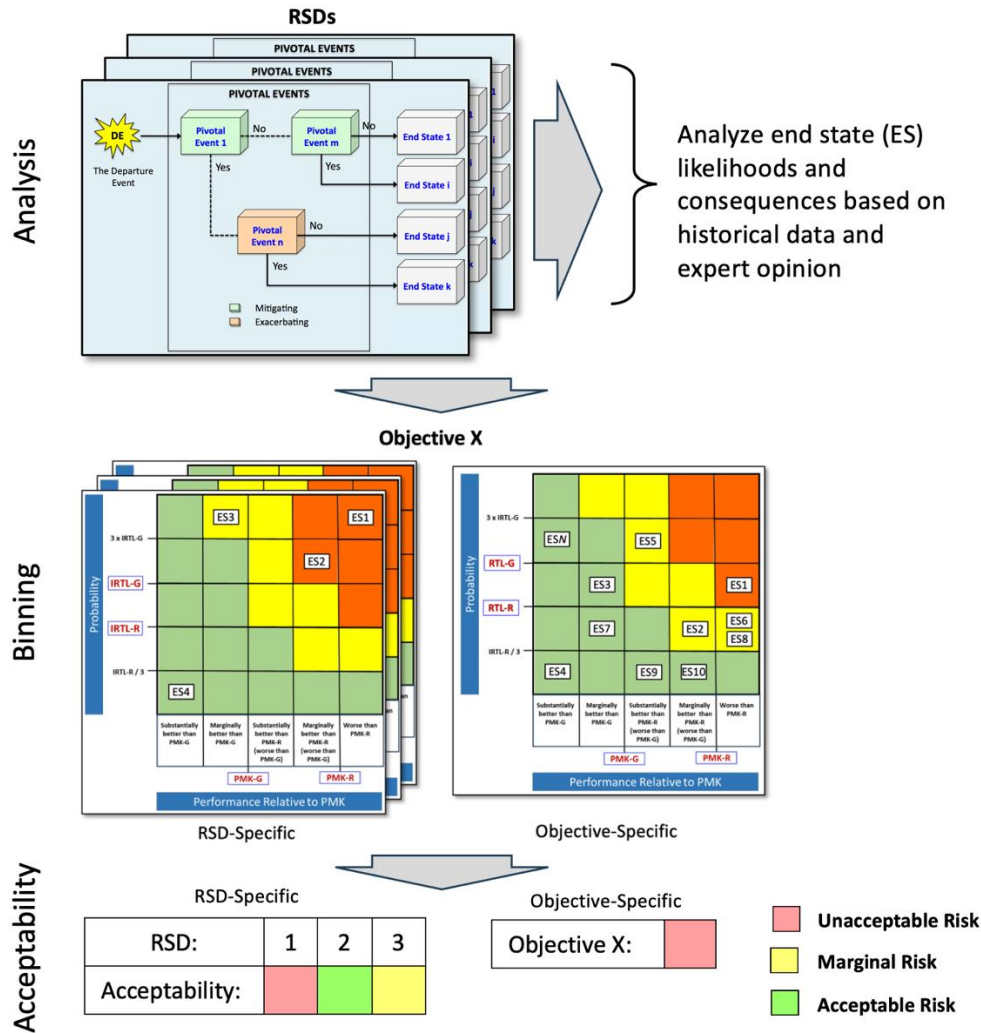 RSDs
Analysis
PIVOTAL EVENTS
PIVOTAL EVENTS
PIVOTAL EVENTS
DE
The Departure
Event
Pivotal
Event 1
No
Pivotal
Event m
No
End State 1
Yes
Yes
End State i
Pivotal
Event n
No
End State j
Yes
End State k
Mitigating
Exacerbating
1
i
j
k
1
i
j
k
Analyze end state (ES)
likelihoods and
consequences based on
historical data and
expert opinion
Objective X
Binning
Probability
3 x IRTL-G
IRTL-G
IRTL-R
IRTL-R / 3
ES3
ES1
ES2
ES4
Substantially
better than
PMK-G
Marginally
better than
PMK-G
Substantially
better than
PMK-R
(worse than
PMK-G)
Marginally
better than
PMK-R
(worse than
PMK-G)
Worse than
PMK-R
PMK-G
PMK-R
Performance Relative to PMK
RSD-Specific
Probability
3 x IRTL-G
RTL-G
RTL-R
IRTL-R / 3
ESN
ES5
ES3
ES1
ES7
ES2
ES6
ES8
ES4
ES9
ES10
Substantially
better than
PMK-G
Marginally
better than
PMK-G
Substantially
better than
PMK-R
(worse than
PMK-G)
Marginally
better than
PMK-R
(worse than
PMK-G)
Worse than
PMK-R
PMK-G
PMK-R
Performance Relative to PMK
Objective-Specific
Acceptability
RSD-Specific
RSD: 1 2 3
Acceptability:
Objective-Specific
Objective X:
Unacceptable Risk
Marginal Risk
Acceptable Risk